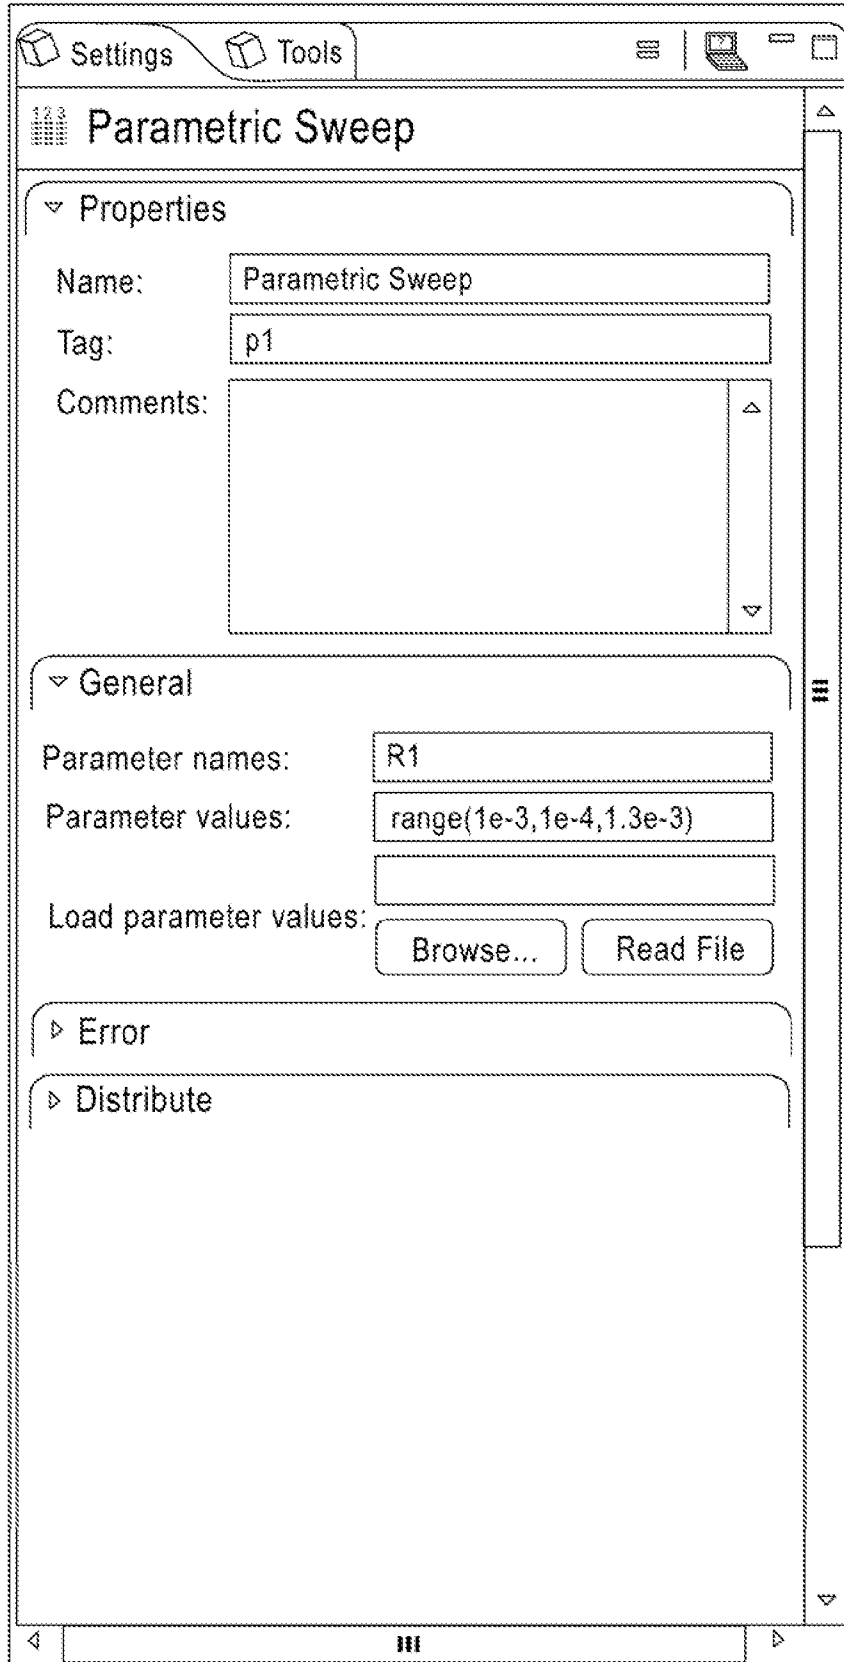 Settings Tools
123 Parametric Sweep
Properties
Name: Parametric Sweep
Tag: p1
Comments:
General
Parameter names: R1
Parameter values: range(1e-3,1e-4,1.3e-3)
Load parameter values:
Browse... Read File
Error
Distribute